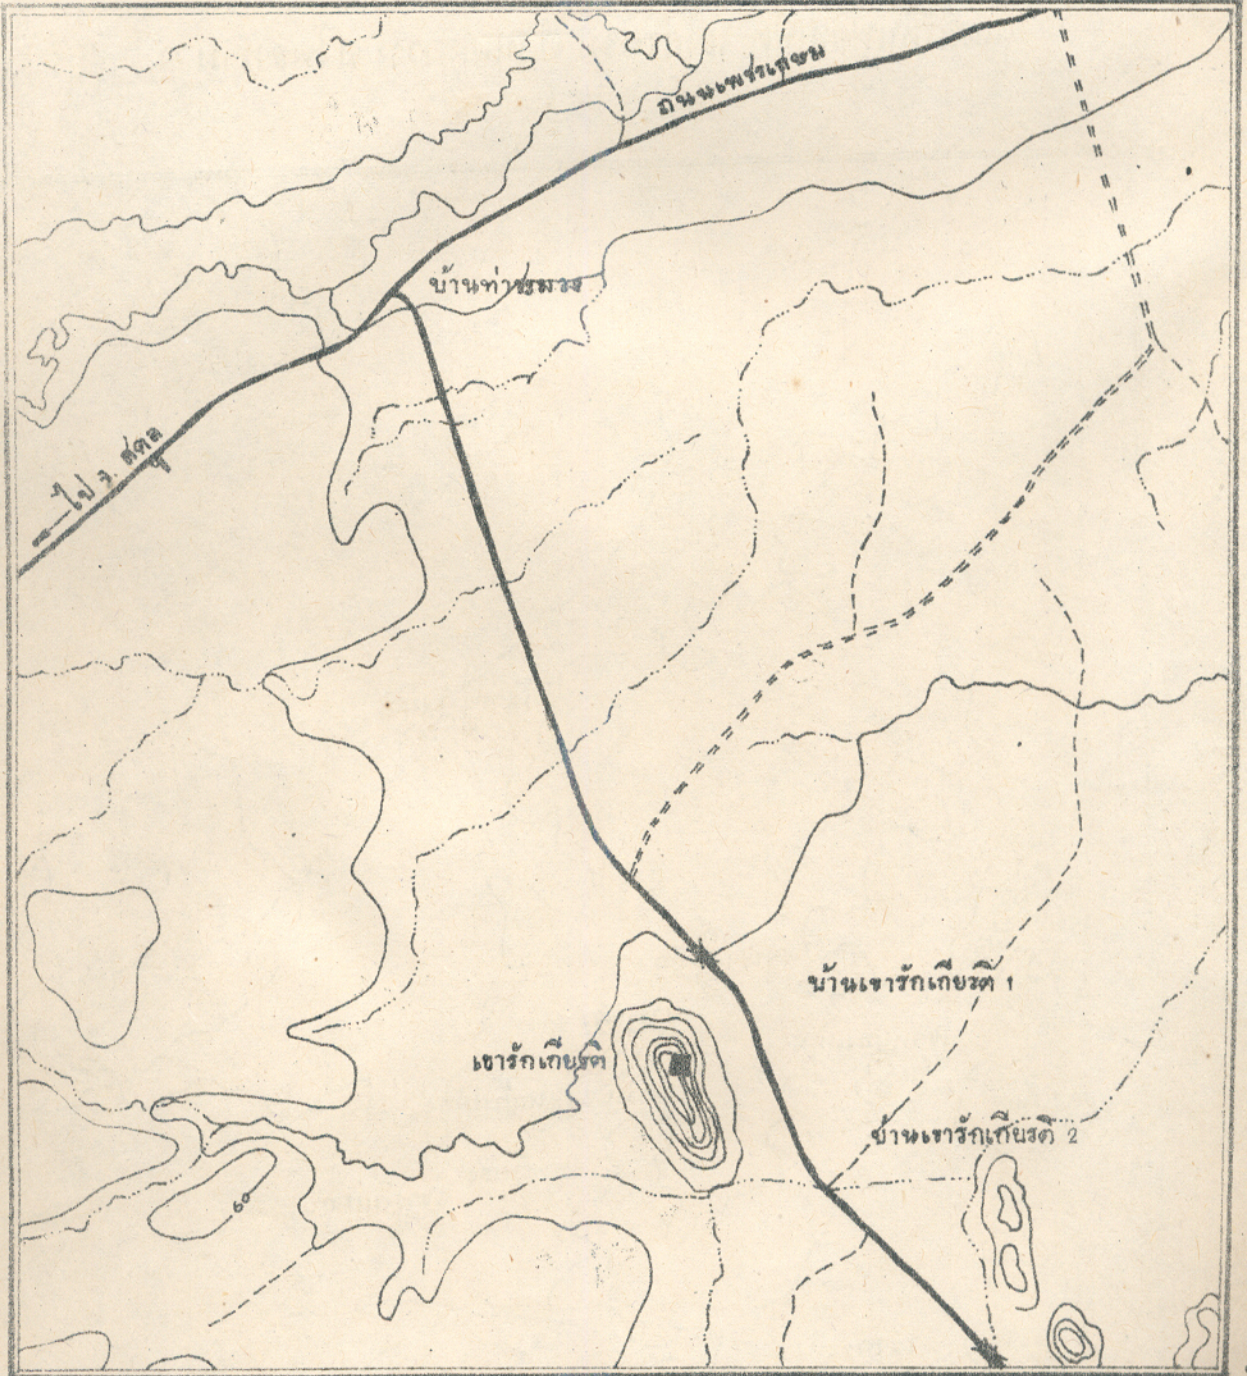 ถนนเพชรเกษม
บ้านท่าชะมวง
ไป จ. สตูล
บ้านเขารักเกียรติ 1
เขารักเกียรติ
บ้านเขารักเกียรติ 2
60